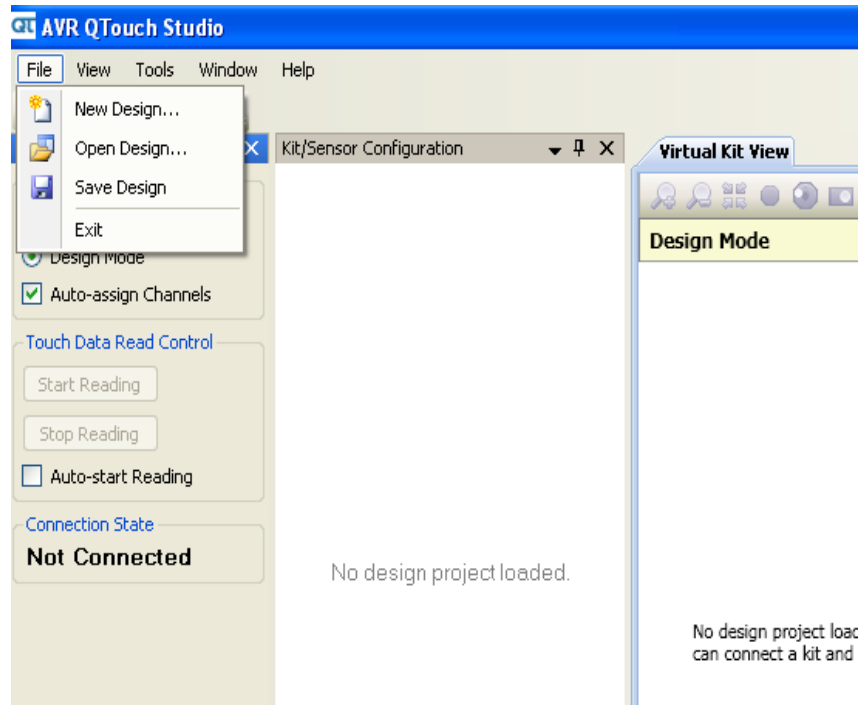 QT AVR QTouch Studio
File View Tools Window Help
New Design...
Open Design...
Save Design
Exit
Design Mode
Auto-assign Channels
Touch Data Read Control
Start Reading
Stop Reading
Auto-start Reading
Connection State
Not Connected
Kit/Sensor Configuration
No design project loaded.
Virtual Kit View
Design Mode
No design project load
can connect a kit and